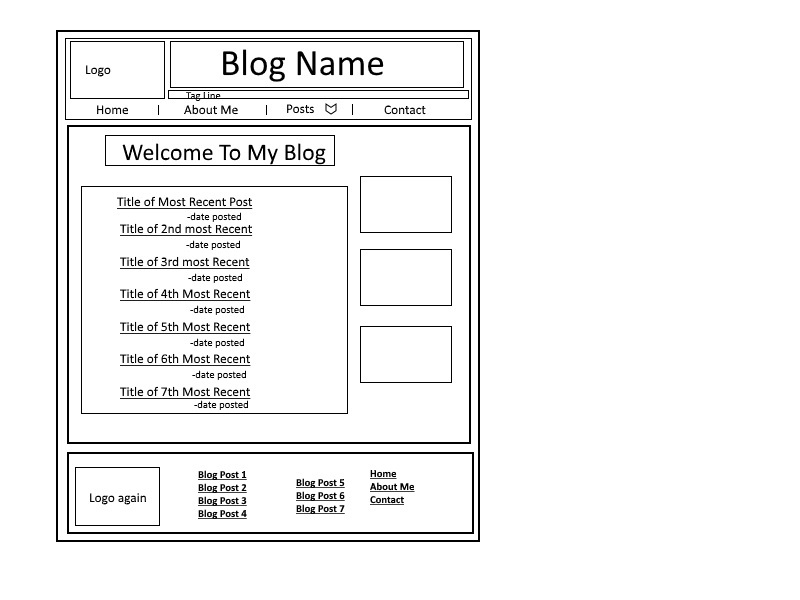 Logo
Blog Name
Tag Line
Home | About Me | Posts | Contact
Welcome To My Blog
Title of Most Recent Post
-date posted
Title of 2nd most Recent
-date posted
Title of 3rd most Recent
-date posted
Title of 4th Most Recent
-date posted
Title of 5th Most Recent
-date posted
Title of 6th Most Recent
-date posted
Title of 7th Most Recent
-date posted
Logo again
Blog Post 1
Blog Post 2
Blog Post 3
Blog Post 4
Blog Post 5
Blog Post 6
Blog Post 7
Home
About Me
Contact